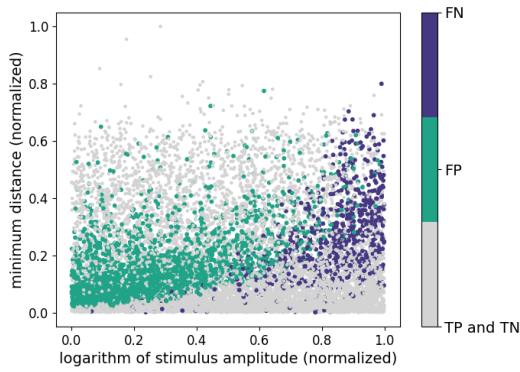 1.0
0.8
0.6
0.4
0.2
0.0
minimum distance (normalized)
0.0 0.2 0.4 0.6 0.8 1.0
logarithm of stimulus amplitude (normalized)
FN
FP
TP and TN